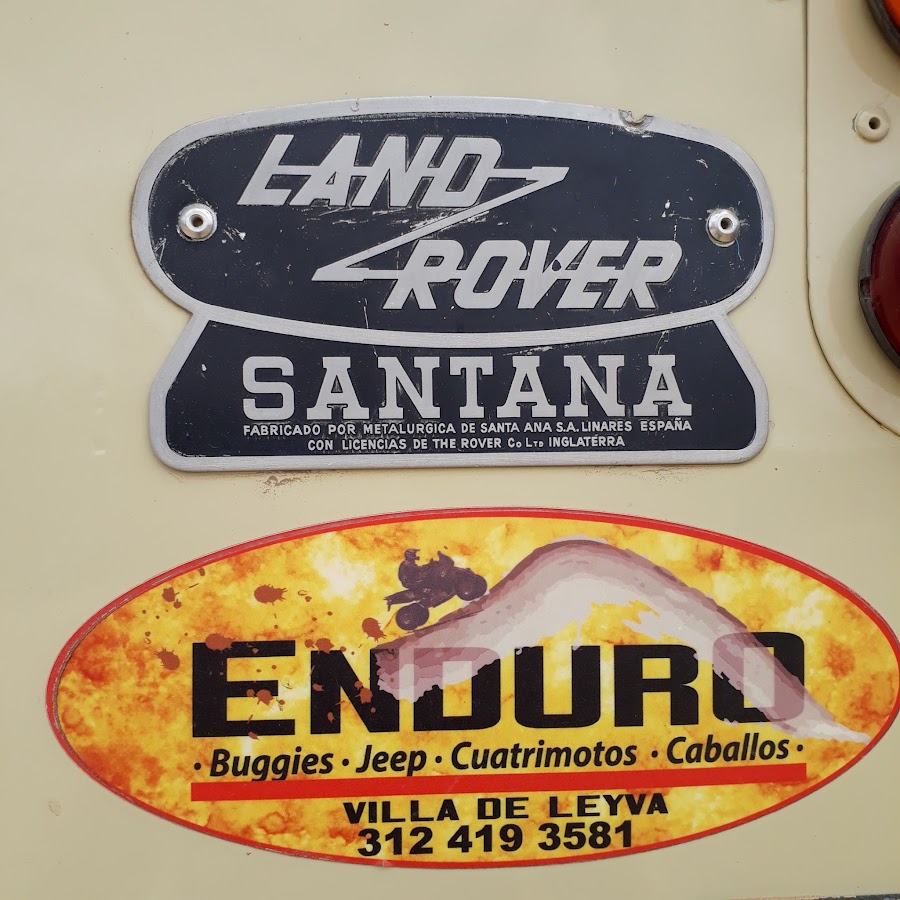 LAND
ROVER
SANTANA
FABRICADO POR METALURGICA DE SANTA ANA S.A. LINARES ESPAÑA
CON LICENCIAS DE THE ROVER Co LTD INGLATERRA
ENDURO
· Buggies · Jeep · Cuatrimotos · Caballos ·
VILLA DE LEYVA
312 419 3581